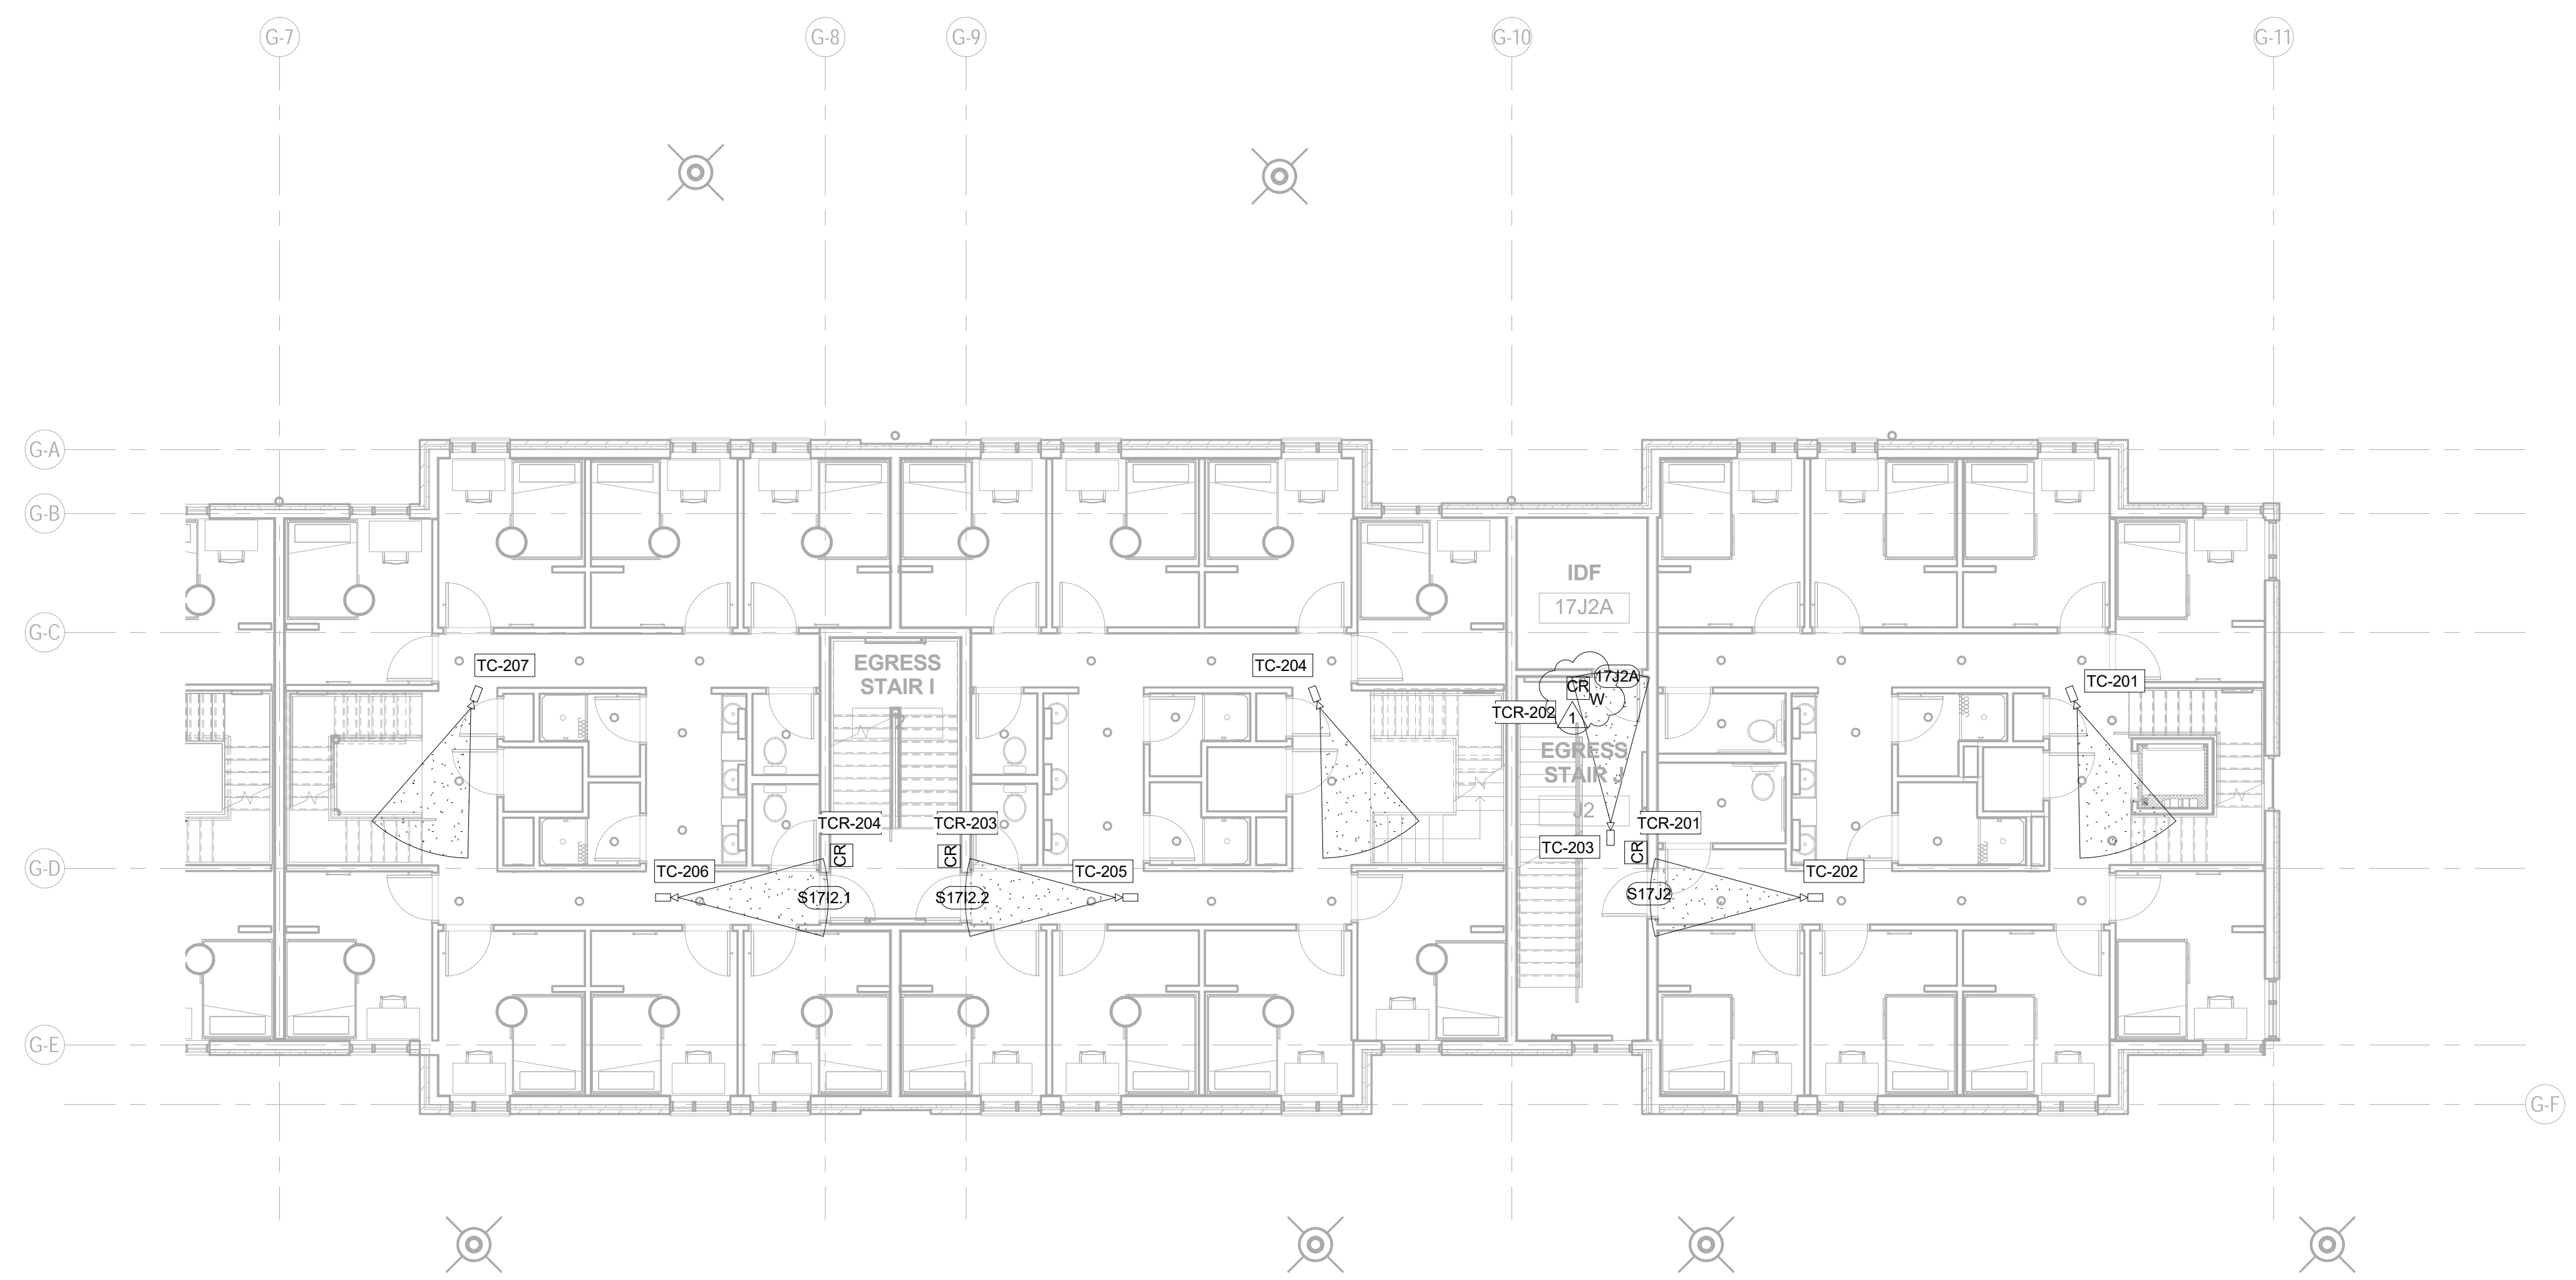 G-7
G-8
G-9
G-10
G-11
G-A
G-B
IDF
17J2A
G-C
EGRESS
STAIR I
2
TC-207
TC-204
TC-201
17J2A
CR
W
TCR-202
1
EGRESS
STAIR J
J2
TCR-204
TCR-203
TCR-201
CR
CR
CR
TC-203
G-D
TC-206
TC-205
TC-202
S17I2.1
S17I2.2
S17J2
G-E
G-F